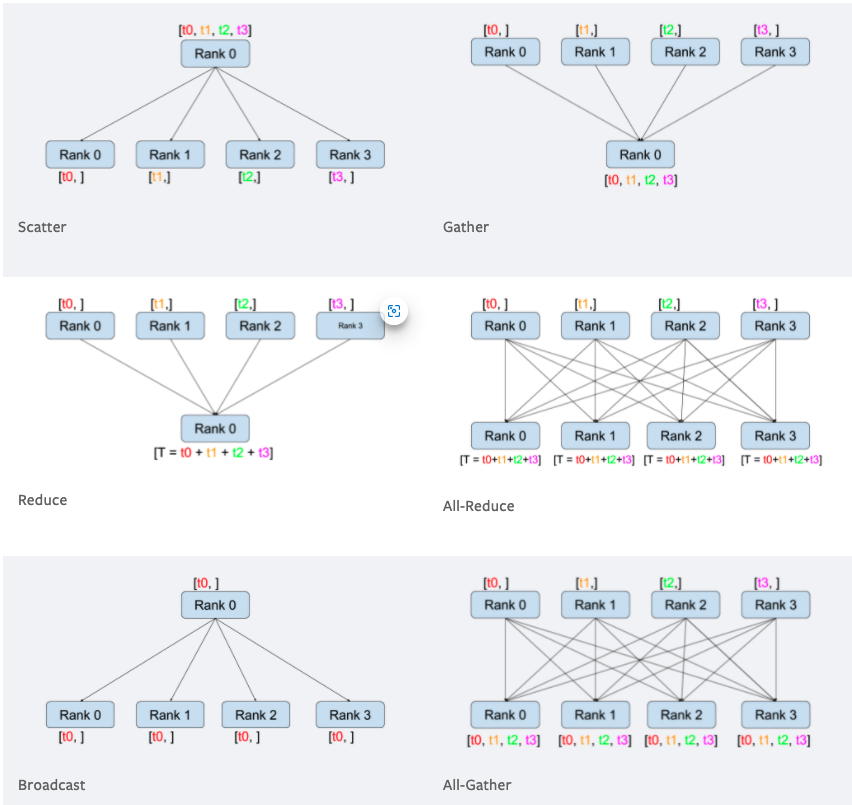 [t0, t1, t2, t3]
Rank 0
Rank 0 Rank 1 Rank 2 Rank 3
[t0, ] [t1,] [t2,] [t3, ]
Scatter
[t0, ] [t1,] [t2,] [t3, ]
Rank 0 Rank 1 Rank 2 Rank 3
Rank 0
[t0, t1, t2, t3]
Gather
[t0, ] [t1,] [t2,] [t3, ]
Rank 0 Rank 1 Rank 2 Rank 3
Rank 0
[T = t0 + t1 + t2 + t3]
Reduce
[t0, ] [t1,] [t2,] [t3, ]
Rank 0 Rank 1 Rank 2 Rank 3
Rank 0 Rank 1 Rank 2 Rank 3
[T = t0+t1+t2+t3] [T = t0+t1+t2+t3] [T = t0+t1+t2+t3] [T = t0+t1+t2+t3]
All-Reduce
[t0, ]
Rank 0
Rank 0 Rank 1 Rank 2 Rank 3
[t0, ] [t0, ] [t0, ] [t0, ]
Broadcast
[t0, ] [t1,] [t2,] [t3, ]
Rank 0 Rank 1 Rank 2 Rank 3
Rank 0 Rank 1 Rank 2 Rank 3
[t0, t1, t2, t3] [t0, t1, t2, t3] [t0, t1, t2, t3] [t0, t1, t2, t3]
All-Gather